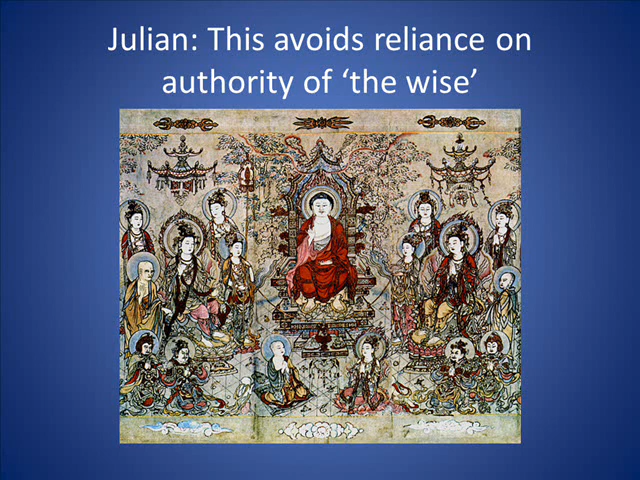 Julian: This avoids reliance on
authority of ‘the wise’